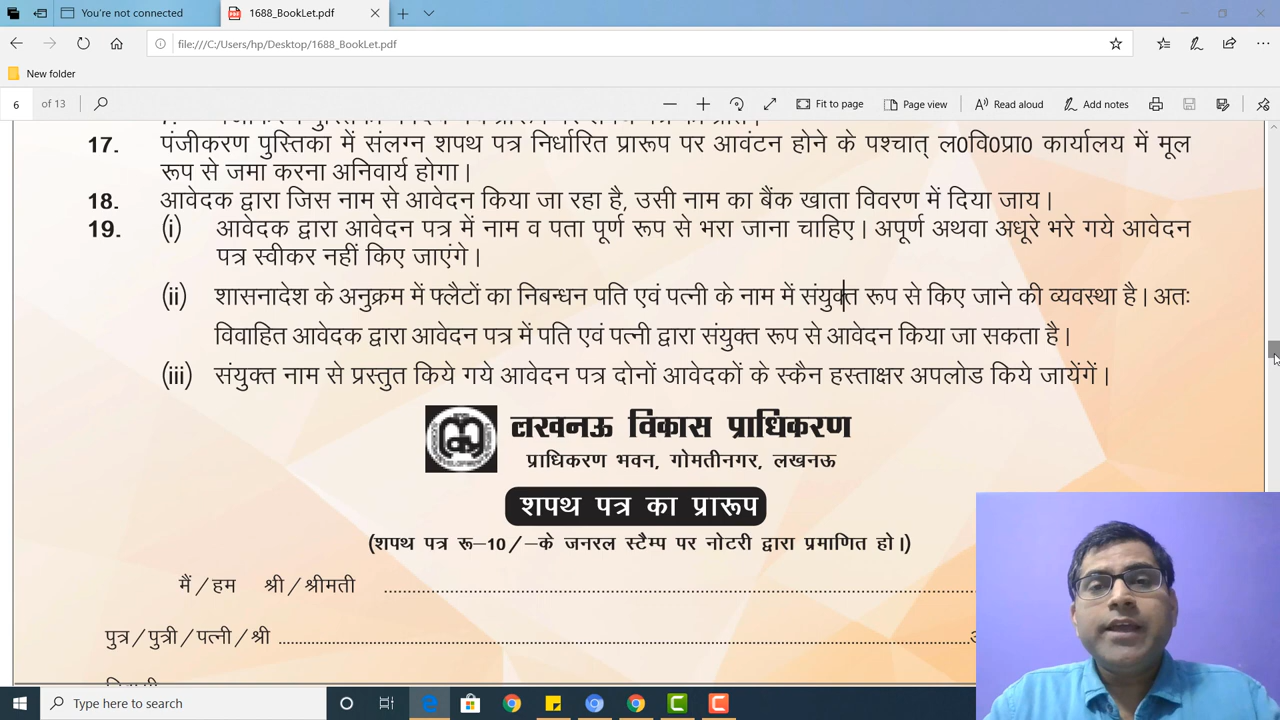 You're not connected
1688_BookLet.pdf
file:///C:/Users/hp/Desktop/1688_BookLet.pdf
New folder
6 of 13
Fit to page
Page view
Read aloud
Add notes
17. पंजीकरण पुस्तिका में संलग्न शपथ पत्र निर्धारित प्रारूप पर आवंटन होने के पश्चात् ल0वि0प्रा0 कार्यालय में मूल
रूप से जमा करना अनिवार्य होगा।
18. आवेदक द्वारा जिस नाम से आवेदन किया जा रहा है, उसी नाम का बैंक खाता विवरण में दिया जाय।
19. (i) आवेदक द्वारा आवेदन पत्र में नाम व पता पूर्ण रूप से भरा जाना चाहिए। अपूर्ण अथवा अधूरे भरे गये आवेदन
पत्र स्वीकर नहीं किए जाएंगे।
(ii) शासनादेश के अनुक्रम में फ्लैटों का निबन्धन पति एवं पत्नी के नाम में संयुक्त रूप से किए जाने की व्यवस्था है। अतः
विवाहित आवेदक द्वारा आवेदन पत्र में पति एवं पत्नी द्वारा संयुक्त रूप से आवेदन किया जा सकता है।
(iii) संयुक्त नाम से प्रस्तुत किये गये आवेदन पत्र दोनों आवेदकों के स्कैन हस्ताक्षर अपलोड किये जायेंगें।
लखनऊ विकास प्राधिकरण
प्राधिकरण भवन, गोमतीनगर, लखनऊ
शपथ पत्र का प्रारूप
(शपथ पत्र रू–10/–के जनरल स्टैम्प पर नोटरी द्वारा प्रमाणित हो।)
मैं/हम श्री/श्रीमती ........................................
पुत्र/पुत्री/पत्नी/श्री ........................................
Type here to search